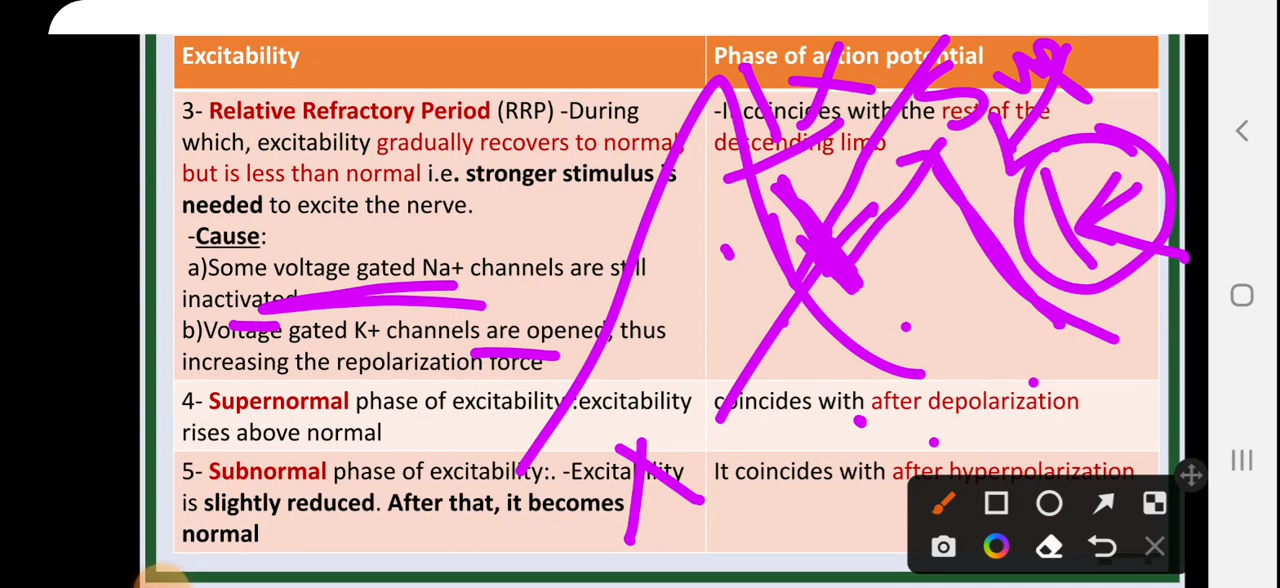 Excitability
Phase of action potential
3- Relative Refractory Period (RRP) -During
which, excitability gradually recovers to normal
but is less than normal i.e. stronger stimulus is
needed to excite the nerve.
-Cause:
a)Some voltage gated Na+ channels are still
inactivated
b)Voltage gated K+ channels are opened, thus
increasing the repolarization force
-It coincides with the rest of the
descending limb
K
4- Supernormal phase of excitability :excitability
rises above normal
coincides with after depolarization
5- Subnormal phase of excitability:. -Excitability
is slightly reduced. After that, it becomes
normal
It coincides with after hyperpolarization